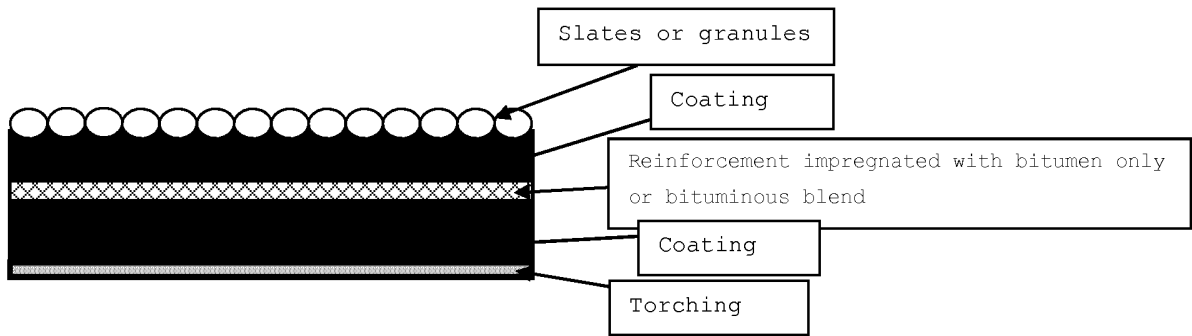 Slates or granules
Coating
Reinforcement impregnated with bitumen only
or bituminous blend
Coating
Torching